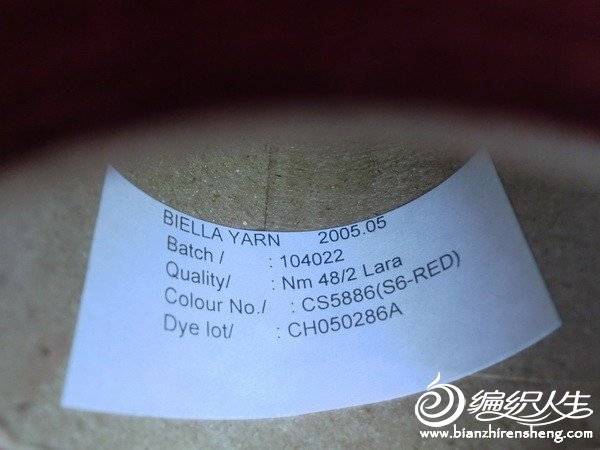 BIELLA YARN 2005.05
Batch / : 104022
Quality/ : Nm 48/2 Lara
Colour No./ : CS5886(S6-RED)
Dye lot/ : CH050286A
编织人生
www.bianzhirensheng.com